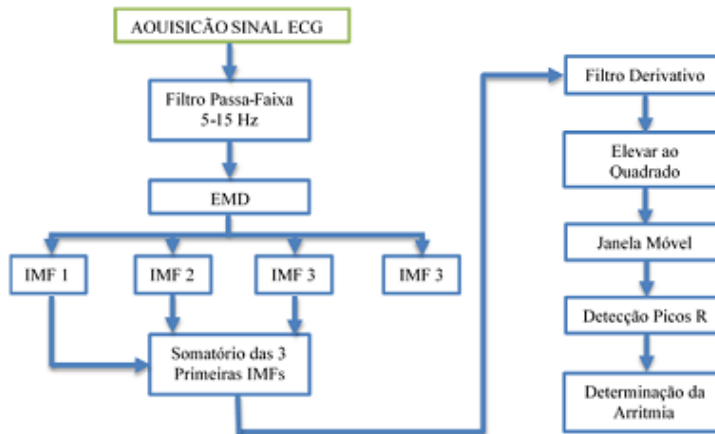 AQUISICÃO SINAL ECG
Filtro Passa-Faixa
5-15 Hz
EMD
IMF 1
IMF 2
IMF 3
IMF 3
Somatório das 3
Primeiras IMFs
Filtro Derivativo
Elevar ao
Quadrado
Janela Móvel
Detecção Picos R
Determinação da
Arritmia